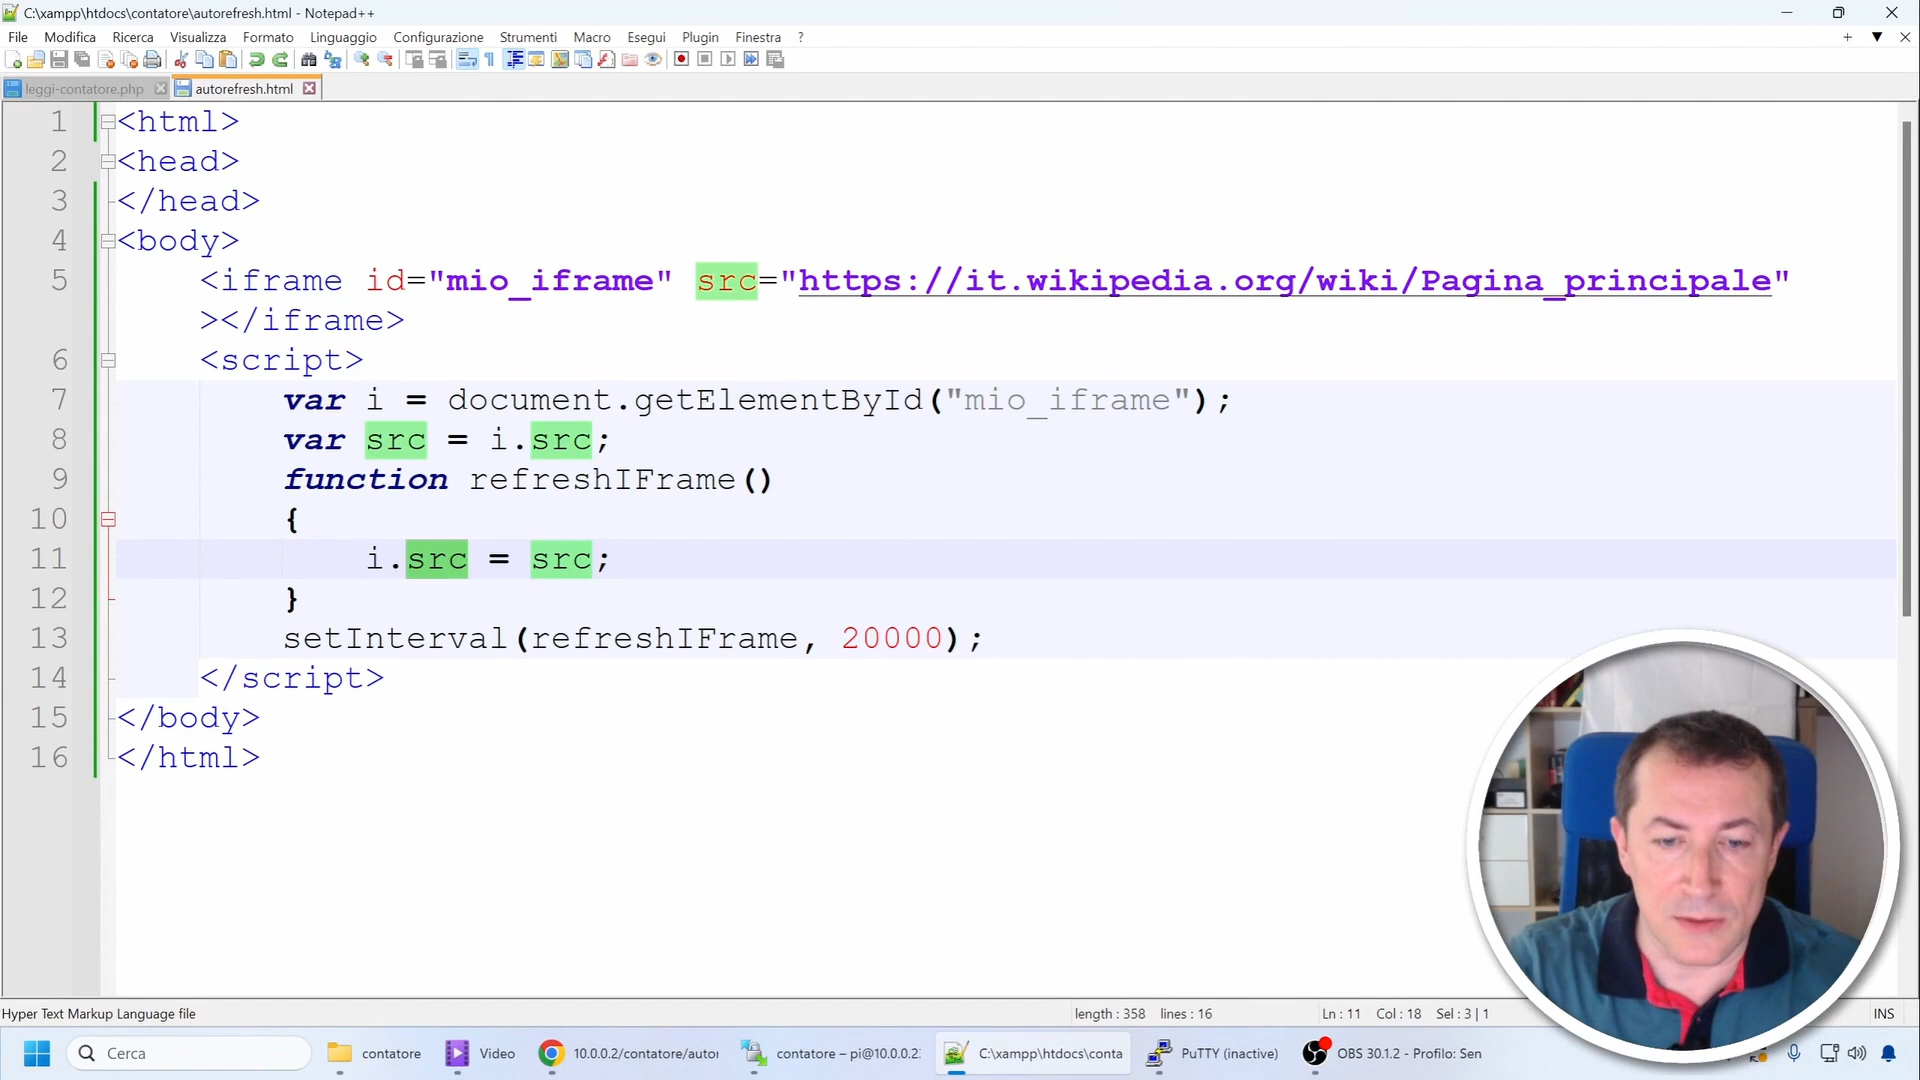 C:\xampp\htdocs\contatore\autorefresh.html - Notepad++
File Modifica Ricerca Visualizza Formato Linguaggio Configurazione Strumenti Macro Esegui Plugin Finestra ?
leggi-contatore.php autorefresh.html
1 <html>
2 <head>
3 </head>
4 <body>
5 <iframe id="mio_iframe" src="https://it.wikipedia.org/wiki/Pagina_principale"
></iframe>
6 <script>
7 var i = document.getElementById("mio_iframe");
8 var src = i.src;
9 function refreshIFrame()
10 {
11 i.src = src;
12 }
13 setInterval(refreshIFrame, 20000);
14 </script>
15 </body>
16 </html>
Hyper Text Markup Language file length : 358 lines : 16 Ln : 11 Col : 18 Sel : 3 | 1 INS
Cerca contatore Video 10.0.0.2/contatore/autor contatore – pi@10.0.0.2 C:\xampp\htdocs\conta PuTTY (inactive) OBS 30.1.2 - Profilo: Sen